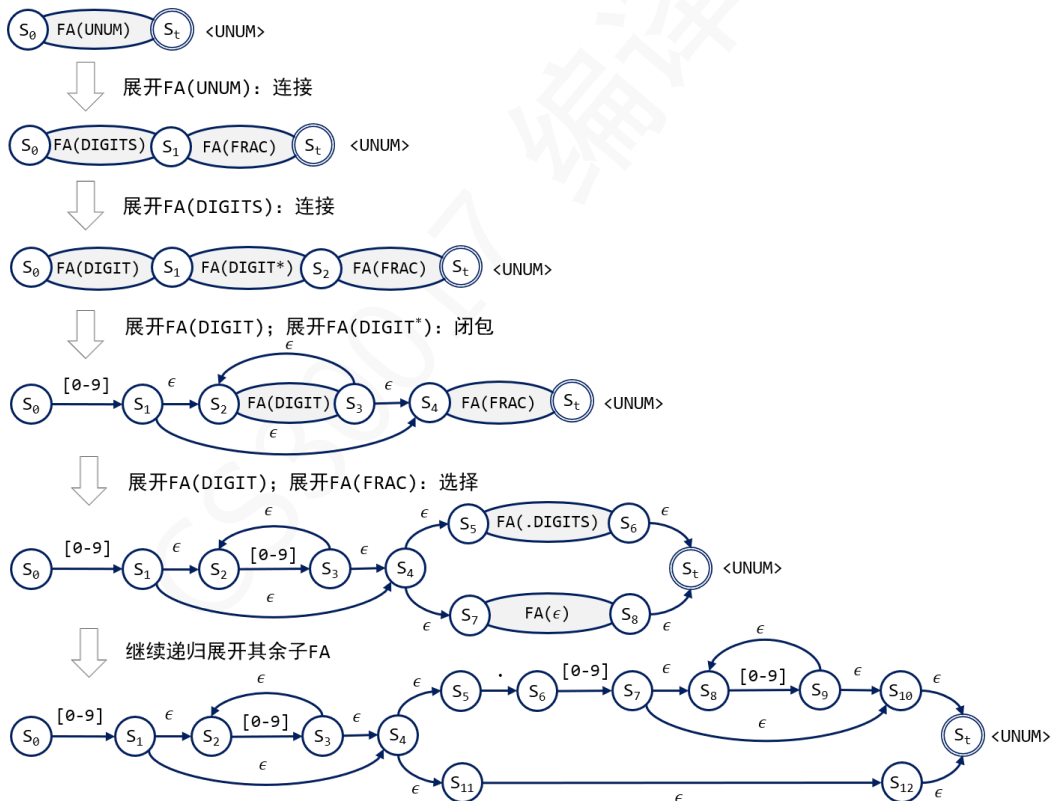 S₀ FA(UNUM) Sₜ <UNUM>
展开FA(UNUM): 连接
S₀ FA(DIGITS) S₁ FA(FRAC) Sₜ <UNUM>
展开FA(DIGITS): 连接
S₀ FA(DIGIT) S₁ FA(DIGIT*) S₂ FA(FRAC) Sₜ <UNUM>
展开FA(DIGIT); 展开FA(DIGIT*): 闭包
ϵ
S₀ [0-9] S₁ ϵ S₂ FA(DIGIT) S₃ ϵ S₄ FA(FRAC) Sₜ <UNUM>
ϵ
展开FA(DIGIT); 展开FA(FRAC): 选择
ϵ ϵ S₅ FA(.DIGITS) S₆ ϵ
S₀ [0-9] S₁ ϵ S₂ [0-9] S₃ ϵ S₄ Sₜ <UNUM>
ϵ ϵ S₇ FA(ϵ) S₈ ϵ
继续递归展开其余子FA
ϵ
ϵ ϵ S₅ . S₆ [0-9] S₇ ϵ S₈ [0-9] S₉ ϵ S₁₀ ϵ
S₀ [0-9] S₁ ϵ S₂ [0-9] S₃ ϵ S₄ ϵ Sₜ <UNUM>
ϵ ϵ S₁₁ ϵ S₁₂ ϵ
CS30017 编译